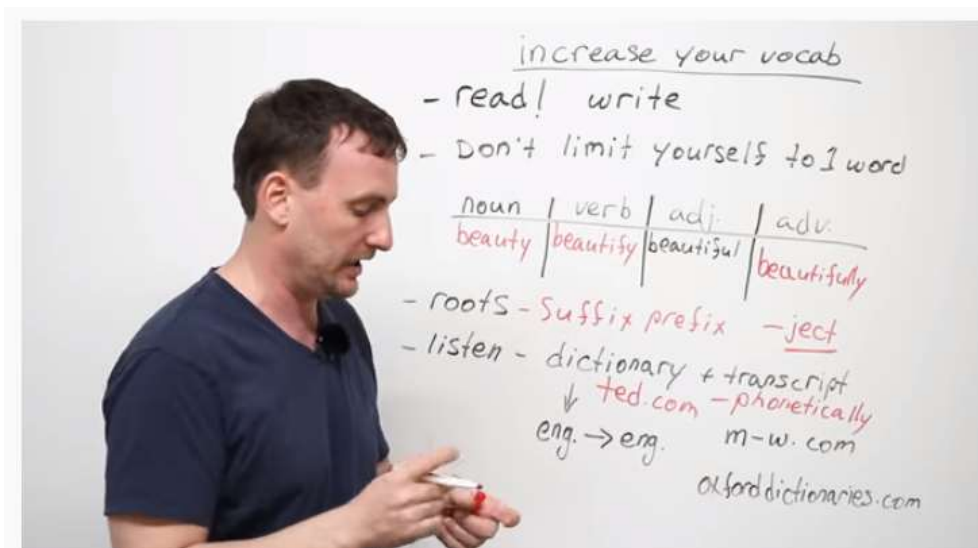 increase your vocab
- read! write
- Don't limit yourself to 1 word
noun | verb | adj. | adv.
beauty | beautify | beautiful | beautifully
- roots - Suffix prefix - ject
- listen - dictionary + transcript
ted.com - phonetically
eng. → eng. m-w.com
oxforddictionaries.com